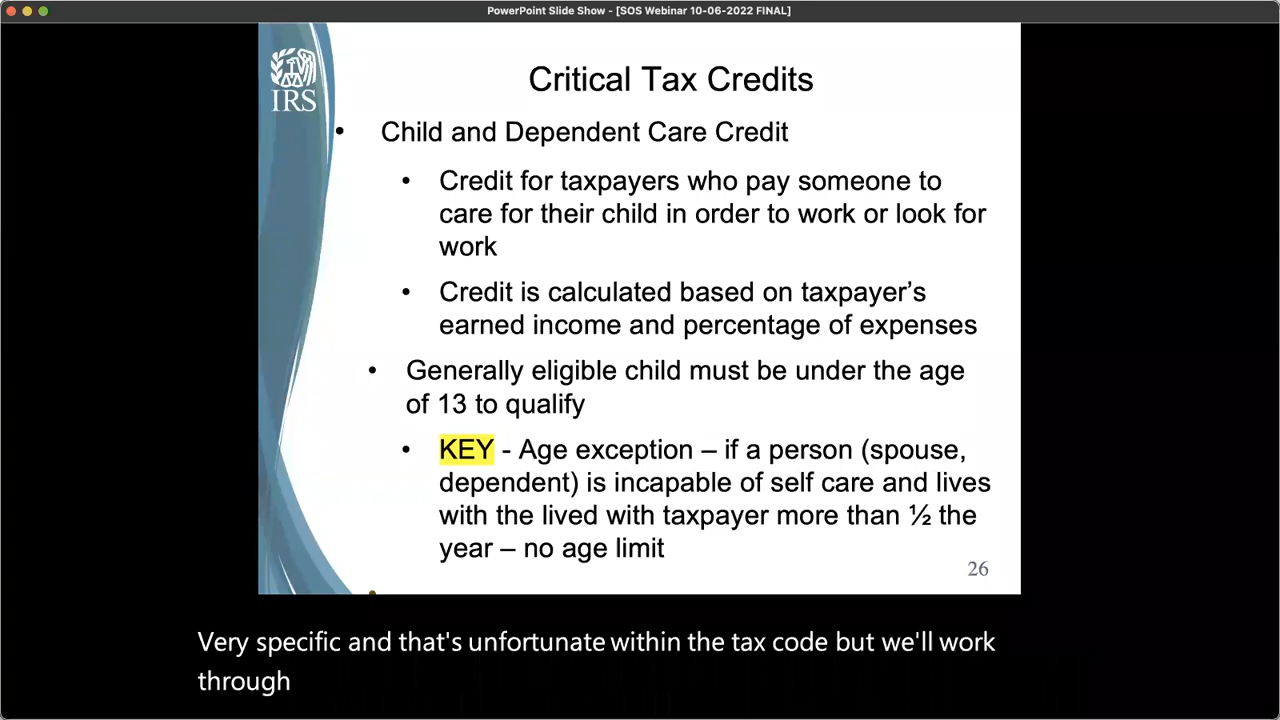 PowerPoint Slide Show - [SOS Webinar 10-06-2022 FINAL]
IRS
Critical Tax Credits
• Child and Dependent Care Credit
• Credit for taxpayers who pay someone to
care for their child in order to work or look for
work
• Credit is calculated based on taxpayer’s
earned income and percentage of expenses
• Generally eligible child must be under the age
of 13 to qualify
• KEY - Age exception – if a person (spouse,
dependent) is incapable of self care and lives
with the lived with taxpayer more than ½ the
year – no age limit
26
Very specific and that's unfortunate within the tax code but we'll work
through